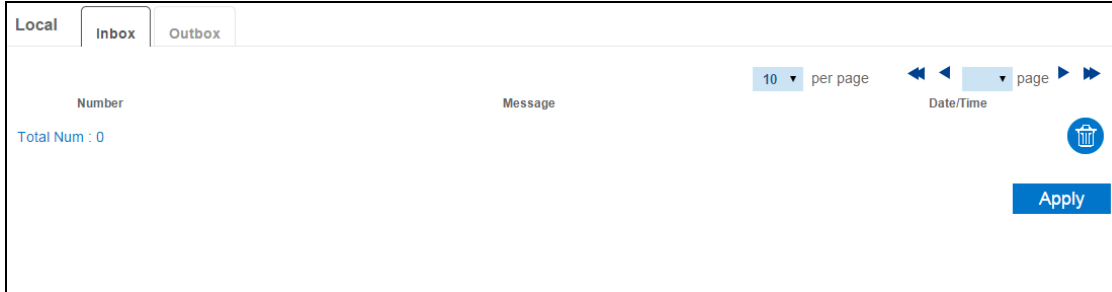 Local Inbox Outbox
10 per page page
Number Message Date/Time
Total Num : 0
Apply